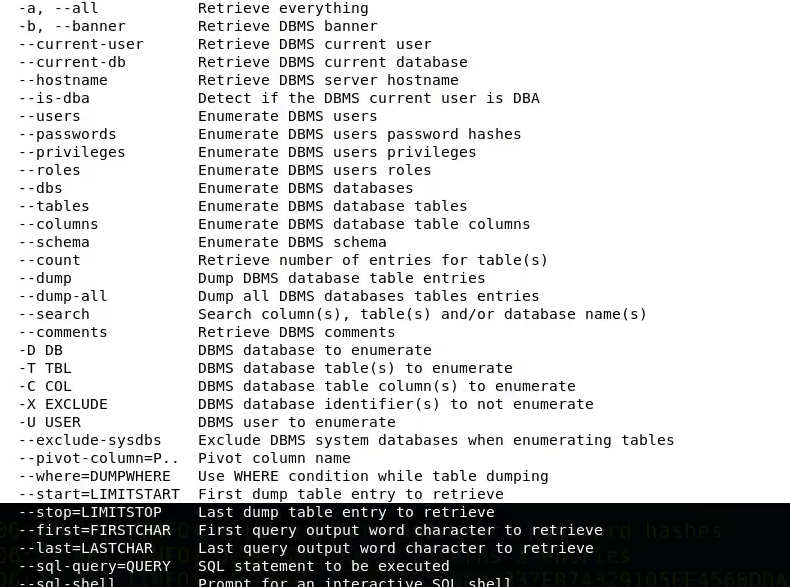 -a, --all Retrieve everything
-b, --banner Retrieve DBMS banner
--current-user Retrieve DBMS current user
--current-db Retrieve DBMS current database
--hostname Retrieve DBMS server hostname
--is-dba Detect if the DBMS current user is DBA
--users Enumerate DBMS users
--passwords Enumerate DBMS users password hashes
--privileges Enumerate DBMS users privileges
--roles Enumerate DBMS users roles
--dbs Enumerate DBMS databases
--tables Enumerate DBMS database tables
--columns Enumerate DBMS database table columns
--schema Enumerate DBMS schema
--count Retrieve number of entries for table(s)
--dump Dump DBMS database table entries
--dump-all Dump all DBMS databases tables entries
--search Search column(s), table(s) and/or database name(s)
--comments Retrieve DBMS comments
-D DB DBMS database to enumerate
-T TBL DBMS database table(s) to enumerate
-C COL DBMS database table column(s) to enumerate
-X EXCLUDE DBMS database identifier(s) to not enumerate
-U USER DBMS user to enumerate
--exclude-sysdbs Exclude DBMS system databases when enumerating tables
--pivot-column=P.. Pivot column name
--where=DUMPWHERE Use WHERE condition while table dumping
--start=LIMITSTART First dump table entry to retrieve
--stop=LIMITSTOP Last dump table entry to retrieve
--first=FIRSTCHAR First query output word character to retrieve
--last=LASTCHAR Last query output word character to retrieve
--sql-query=QUERY SQL statement to be executed
--sql-shell Prompt for an interactive SQL shell